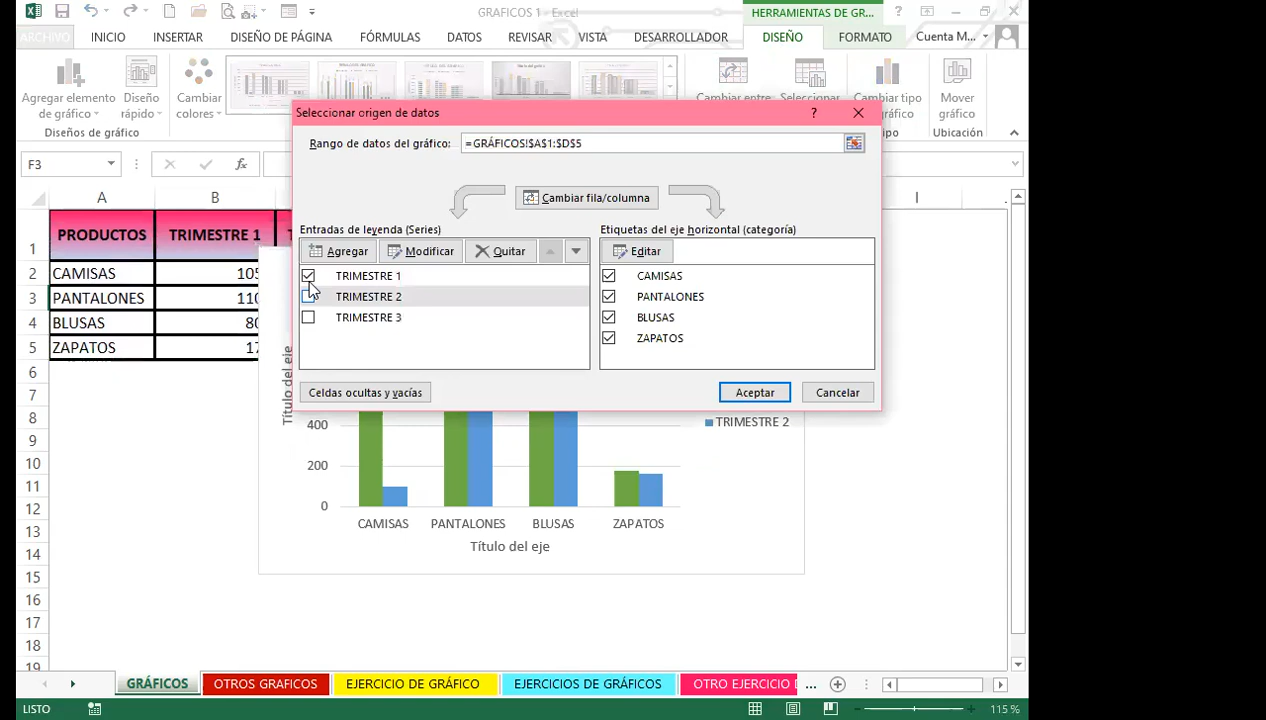 GRAFICOS 1 - Excel
HERRAMIENTAS DE GR...
ARCHIVO INICIO INSERTAR DISEÑO DE PÁGINA FÓRMULAS DATOS REVISAR VISTA DESARROLLADOR DISEÑO FORMATO Cuenta M...
Agregar elemento de gráfico
Diseño rápido
Cambiar colores
Cambiar entre
Seleccionar
Cambiar tipo
Mover gráfico
Diseños de gráfico
Ubicación
F3
Seleccionar origen de datos
Rango de datos del gráfico: =GRÁFICOS!$A$1:$D$5
Cambiar fila/columna
Entradas de leyenda (Series)
Agregar Modificar Quitar
TRIMESTRE 1
TRIMESTRE 2
TRIMESTRE 3
Etiquetas del eje horizontal (categoría)
Editar
CAMISAS
PANTALONES
BLUSAS
ZAPATOS
Celdas ocultas y vacías
Aceptar Cancelar
A B I
1 PRODUCTOS TRIMESTRE 1
2 CAMISAS 105
3 PANTALONES 110
4 BLUSAS 80
5 ZAPATOS 17
6
7
8
9
10
11
12
13
14
15
16
17
18
19
Título del eje
400
200
0
CAMISAS PANTALONES BLUSAS ZAPATOS
Título del eje
TRIMESTRE 2
GRÁFICOS OTROS GRAFICOS EJERCICIO DE GRÁFICO EJERCICIOS DE GRÁFICOS OTRO EJERCICIO ...
LISTO
115 %